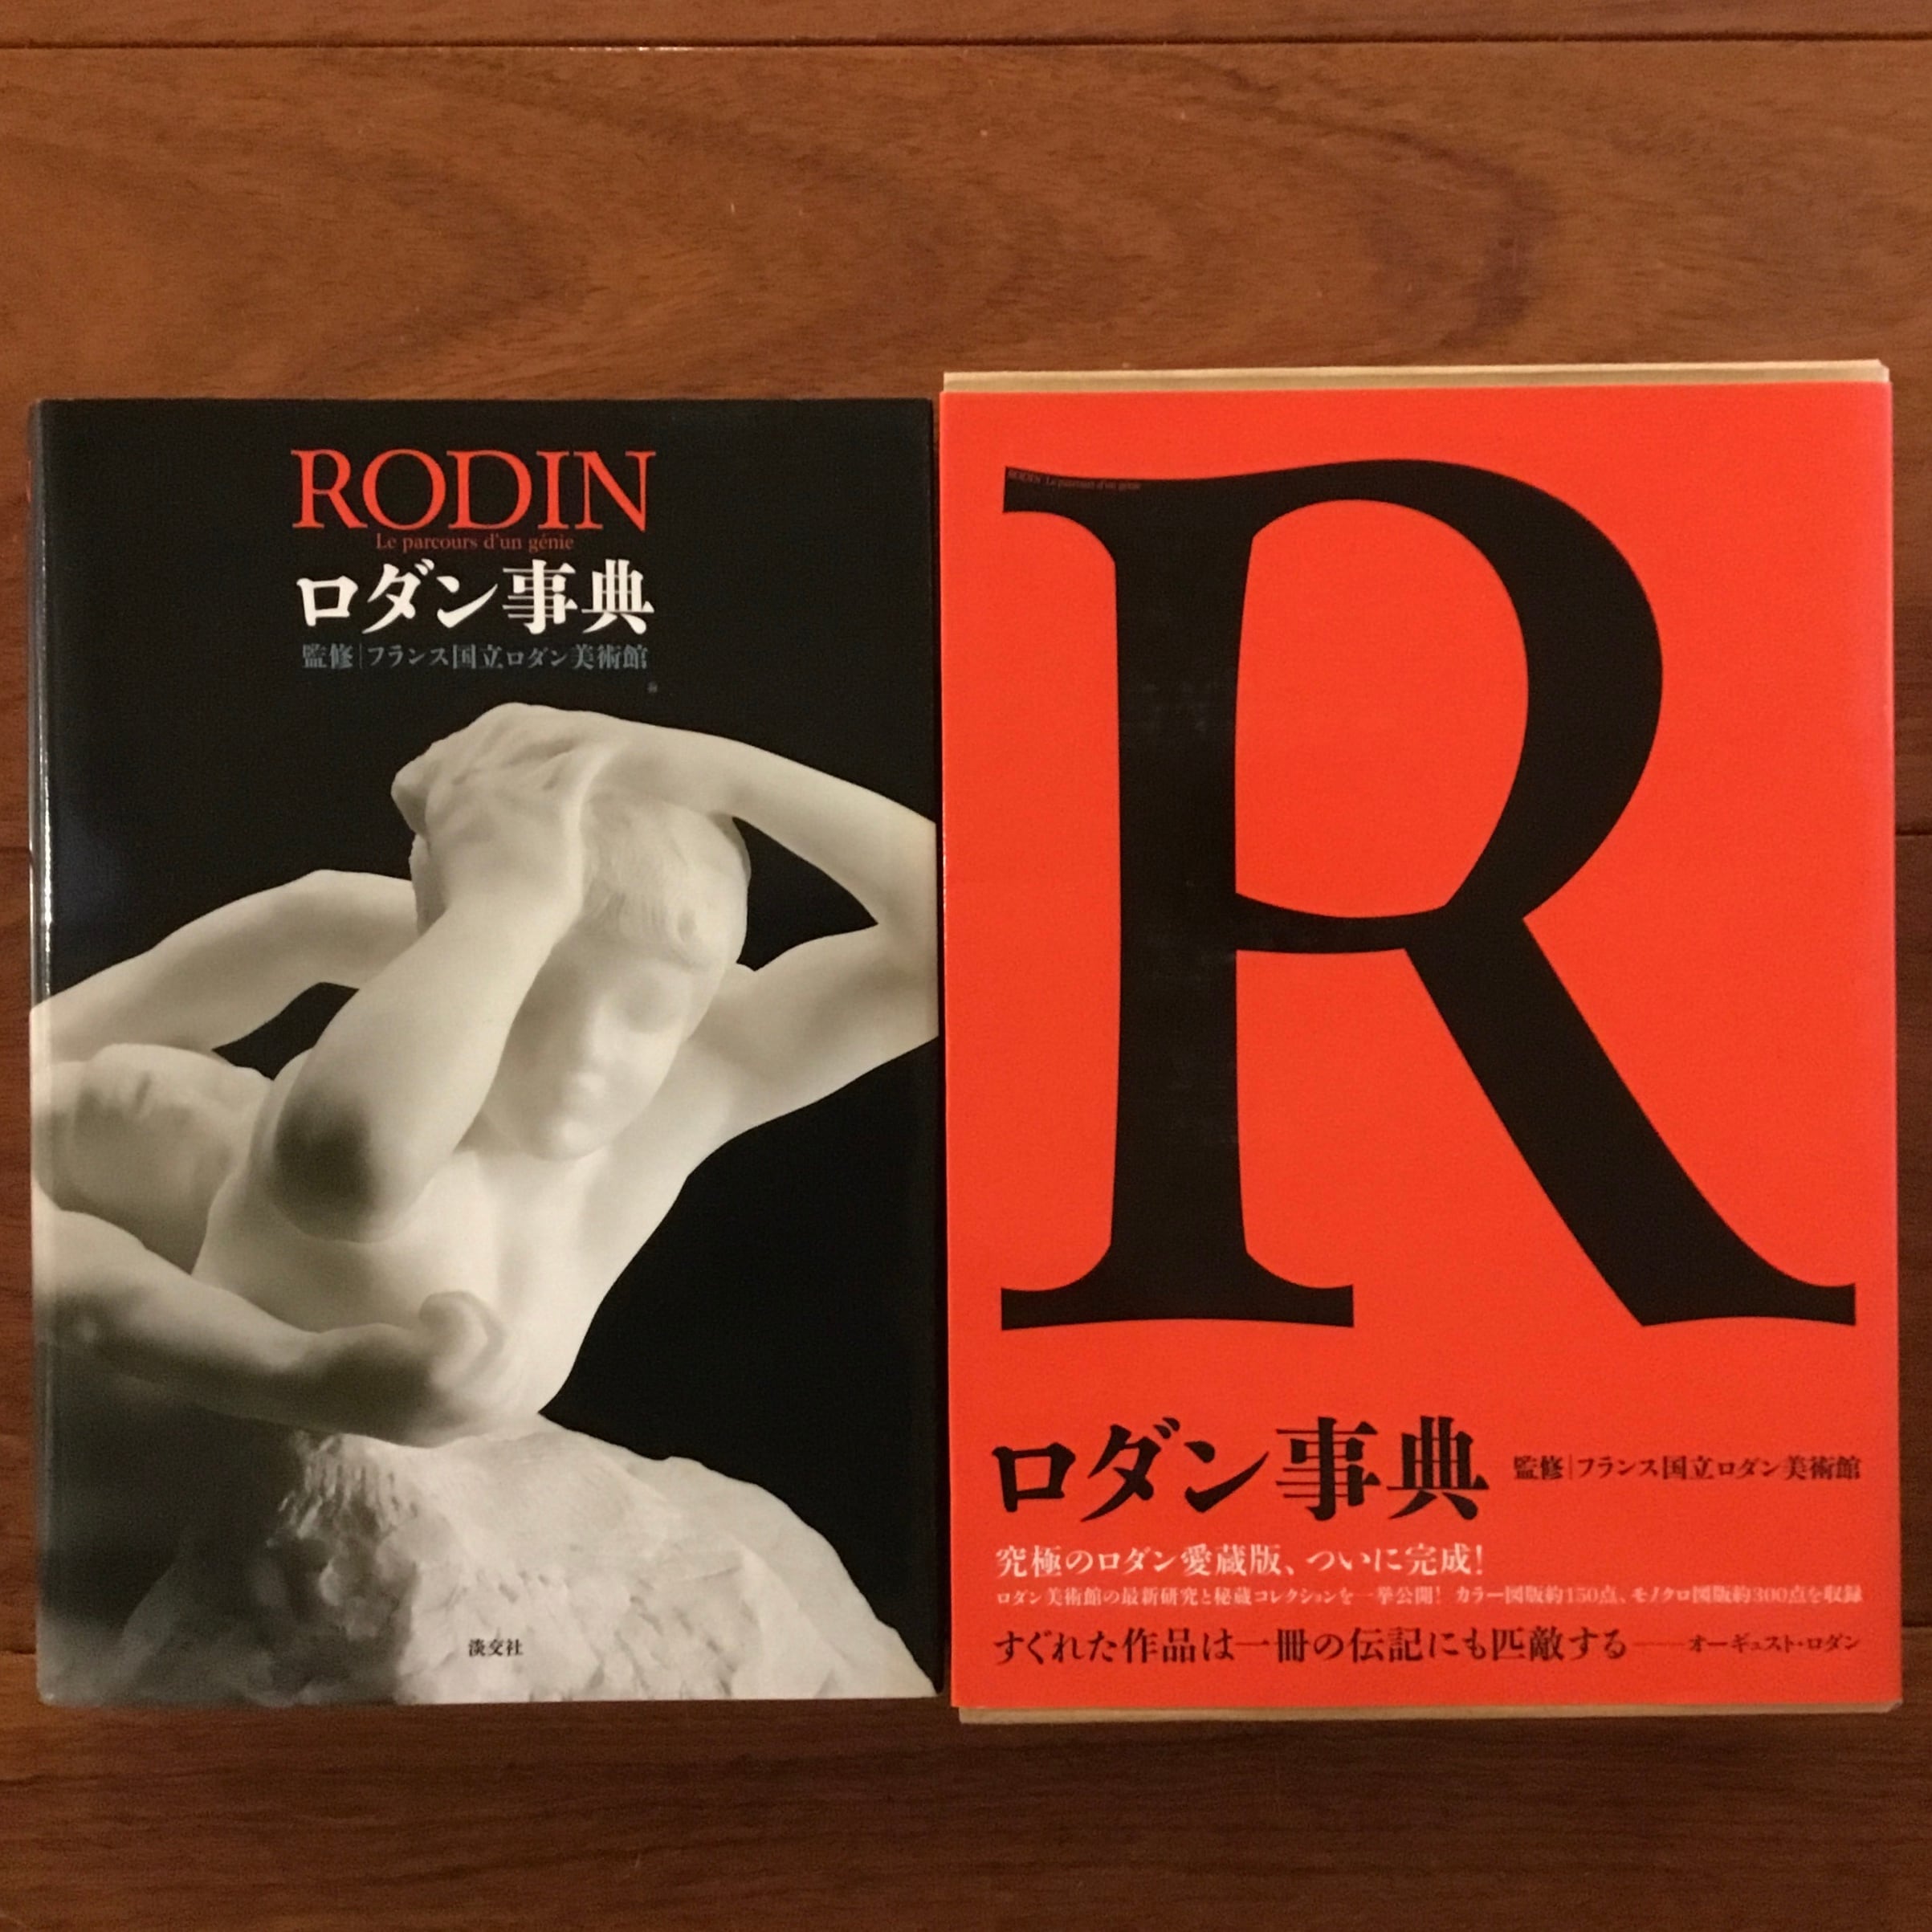 RODIN
Le parcours d'un génie
ロダン事典
監修|フランス国立ロダン美術館
淡交社
RODIN Le parcours d'un génie
R
ロダン事典 監修|フランス国立ロダン美術館
究極のロダン愛蔵版、ついに完成!
ロダン美術館の最新研究と秘蔵コレクションを一挙公開! カラー図版約150点、モノクロ図版約300点を収録
すぐれた作品は一冊の伝記にも匹敵する——オーギュスト・ロダン